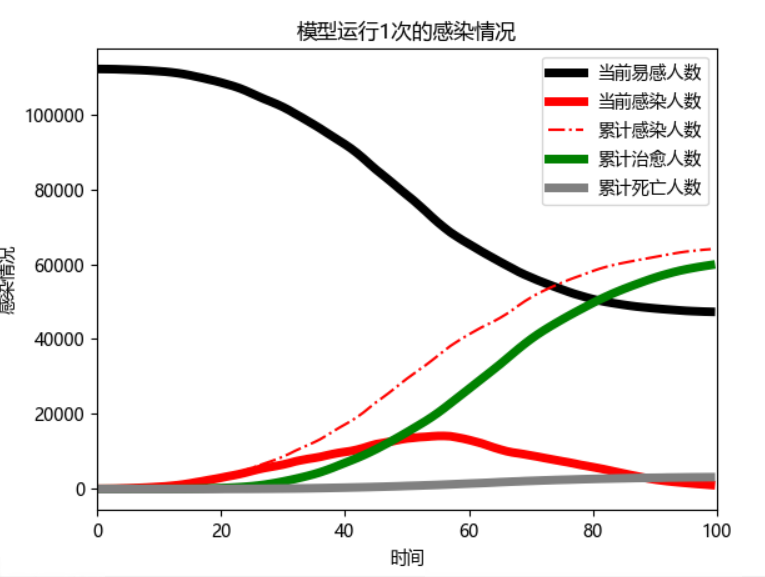 模型运行1次的感染情况
当前易感人数
当前感染人数
累计感染人数
累计治愈人数
累计死亡人数
感染情况
100000
80000
60000
40000
20000
0
0 20 40 60 80 100
时间